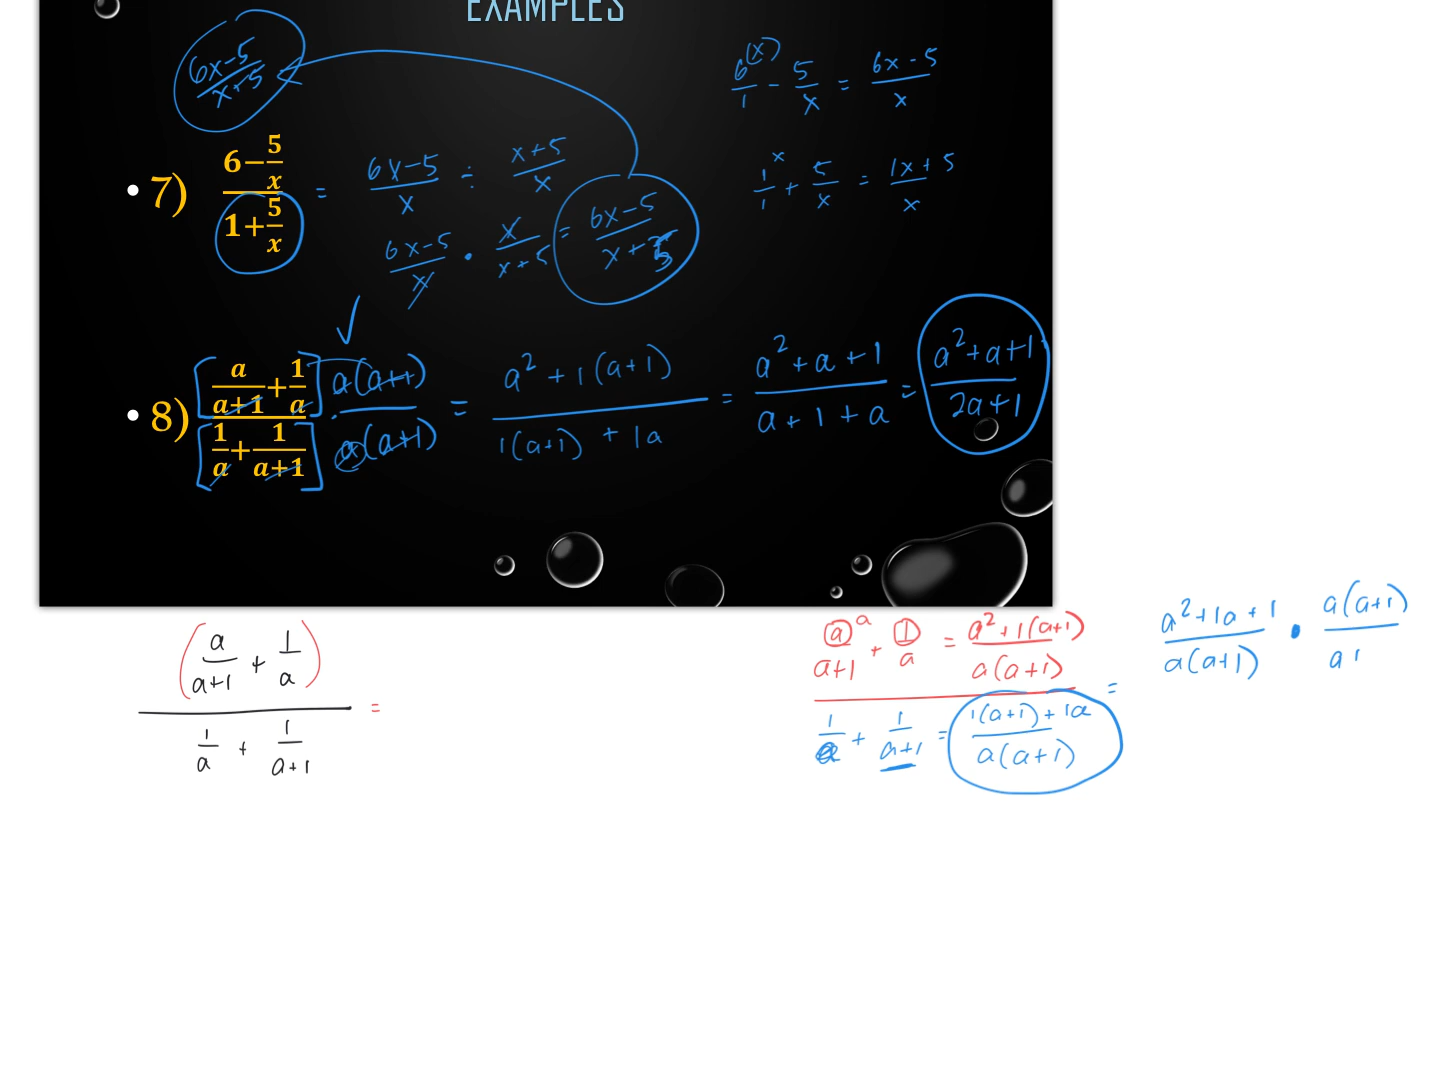 EXAMPLES
(6x-5)/(x+5)
6^(x)/1 - 5/x = (6x-5)/x
• 7) (6-5/x)/(1+5/x) = (6x-5)/x ÷ (x+5)/x
1^x/1 + 5/x = (1x+5)/x
(6x-5)/x · x/(x+5) = (6x-5)/(x+5)
✓
• 8) [a/(a+1)+1/a]/[1/a+1/(a+1)] · a(a+1)/a(a+1) = (a²+1(a+1))/(1(a+1)+1a) = (a²+a+1)/(a+1+a) = (a²+a+1)/(2a+1)
(a/(a+1) + 1/a)/(1/a + 1/(a+1)) =
a^a/(a+1) + 1/a = (a²+1(a+1))/(a(a+1))
1/a + 1/(a+1) = (1(a+1)+1a)/(a(a+1))
= (a²+1a+1)/(a(a+1)) · a(a+1)/a1